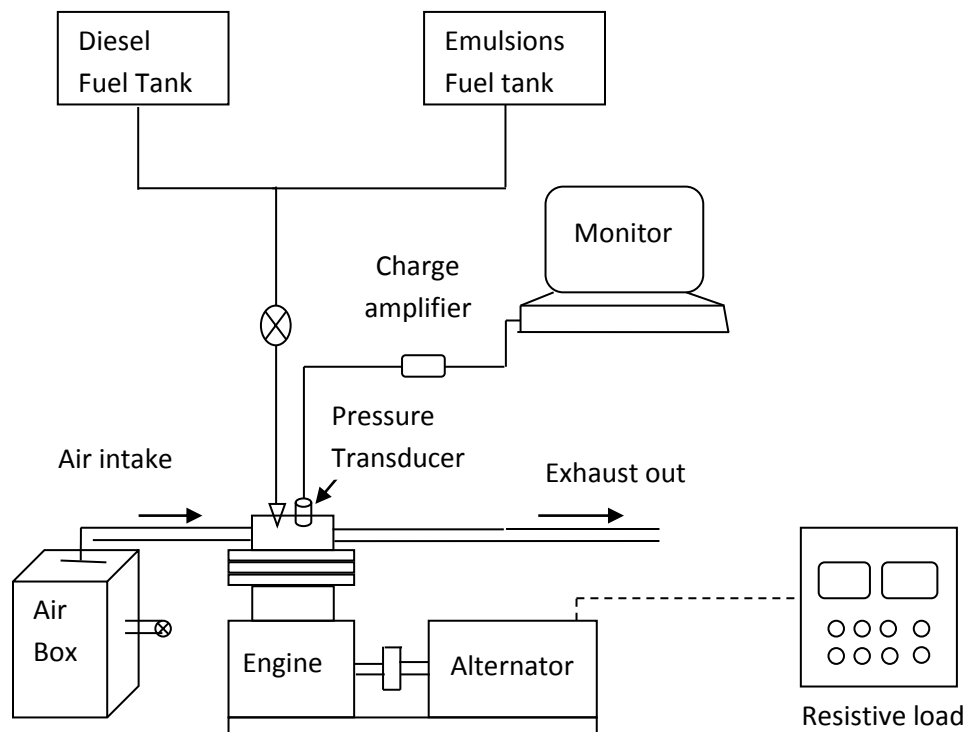 Diesel
Fuel Tank
Emulsions
Fuel tank
Monitor
Charge
amplifier
Pressure
Transducer
Air intake
Exhaust out
Air
Box
Engine
Alternator
Resistive load